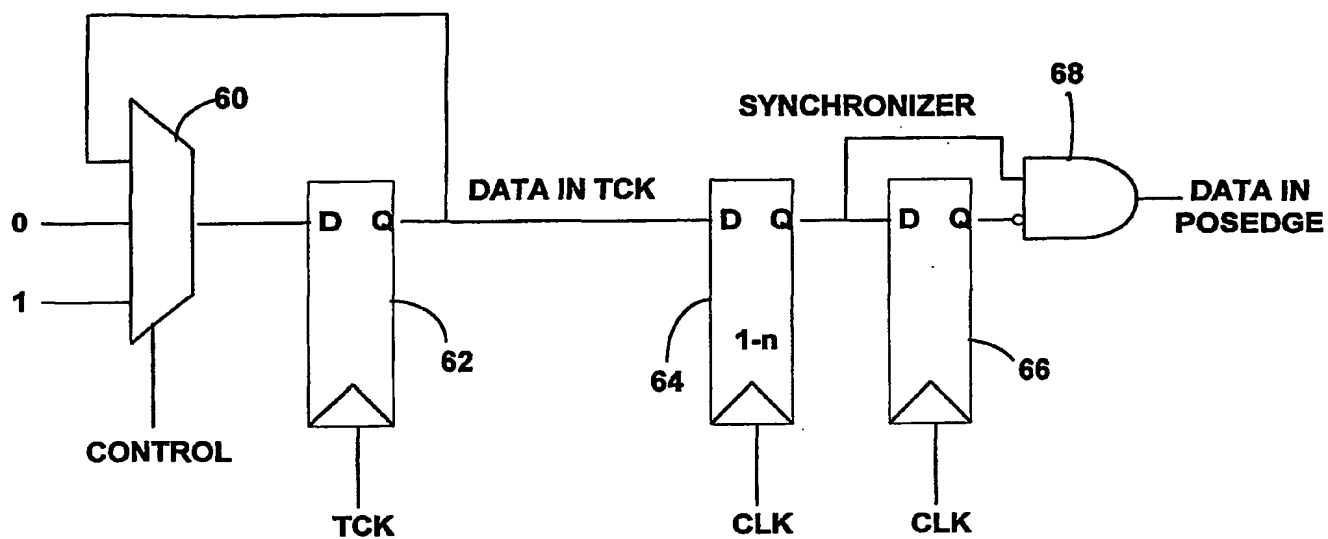 60
68
SYNCHRONIZER
0
D Q
DATA IN TCK
D Q
D Q
DATA IN
POSEDGE
1
1-n
62
64
66
CONTROL
TCK
CLK
CLK